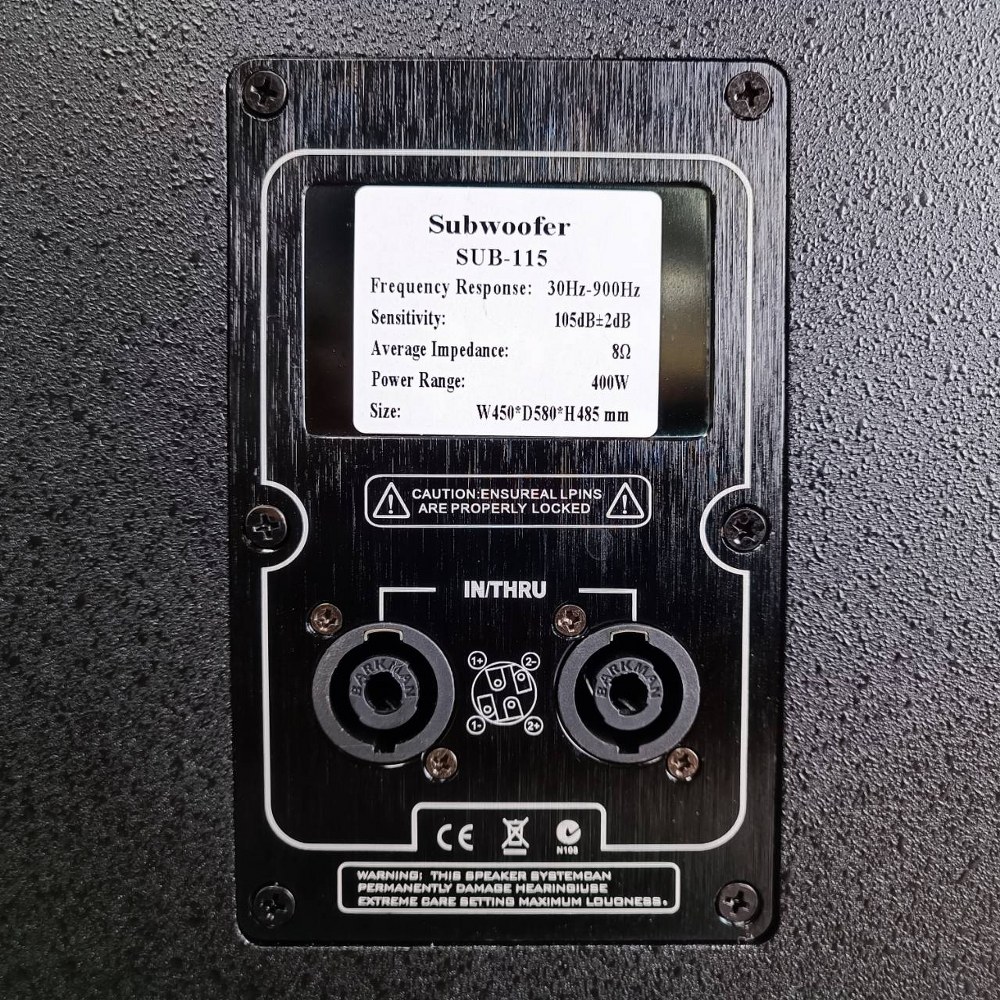 Subwoofer
SUB-115
Frequency Response: 30Hz-900Hz
Sensitivity: 105dB±2dB
Average Impedance: 8Ω
Power Range: 400W
Size: W450*D580*H485 mm
CAUTION:ENSUREAL LPINS
ARE PROPERLY LOCKED
IN/THRU
BARKMAN
BARKMAN
1+ 2-
1- 2+
CE
N108
WARNING: THIS SPEAKER SYSTEMCAN
PERMANENTLY DAMAGE HEARINGIUSE
EXTREME CARE SETTING MAXIMUM LOUDNESS.